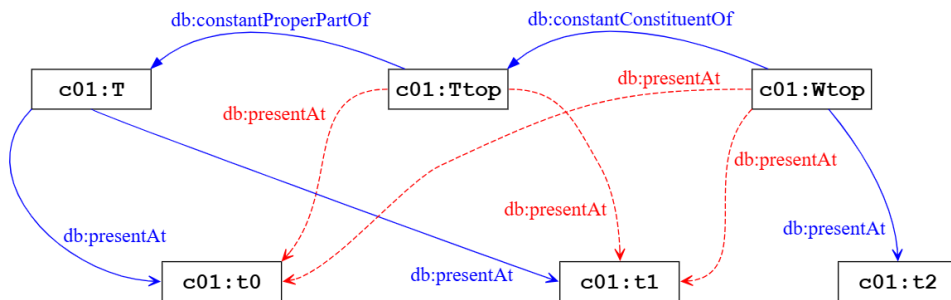 db:constantProperPartOf db:constantConstituentOf
c01:T c01:Ttop c01:Wtop
db:presentAt
db:presentAt
db:presentAt
db:presentAt
db:presentAt
db:presentAt
db:presentAt db:presentAt
c01:t0 c01:t1 c01:t2